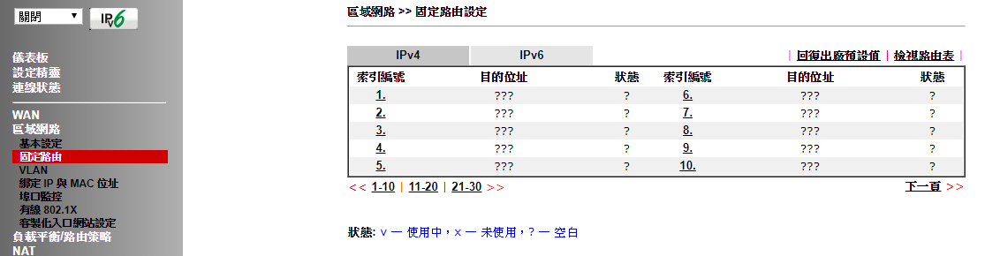 關閉
IPv6
儀表板
設定精靈
連線狀態
WAN
區域網路
基本設定
固定路由
VLAN
綁定 IP 與 MAC 位址
埠口監控
有線 802.1X
客製化入口網站設定
負載平衡/路由策略
NAT
區域網路 >> 固定路由設定
IPv4 IPv6 | 回復出廠預設值 | 檢視路由表 |
索引編號 目的位址 狀態 索引編號 目的位址 狀態
1. ??? ? 6. ??? ?
2. ??? ? 7. ??? ?
3. ??? ? 8. ??? ?
4. ??? ? 9. ??? ?
5. ??? ? 10. ??? ?
<< 1-10 | 11-20 | 21-30 >> 下一頁 >>
狀態: v — 使用中，x — 未使用，? — 空白